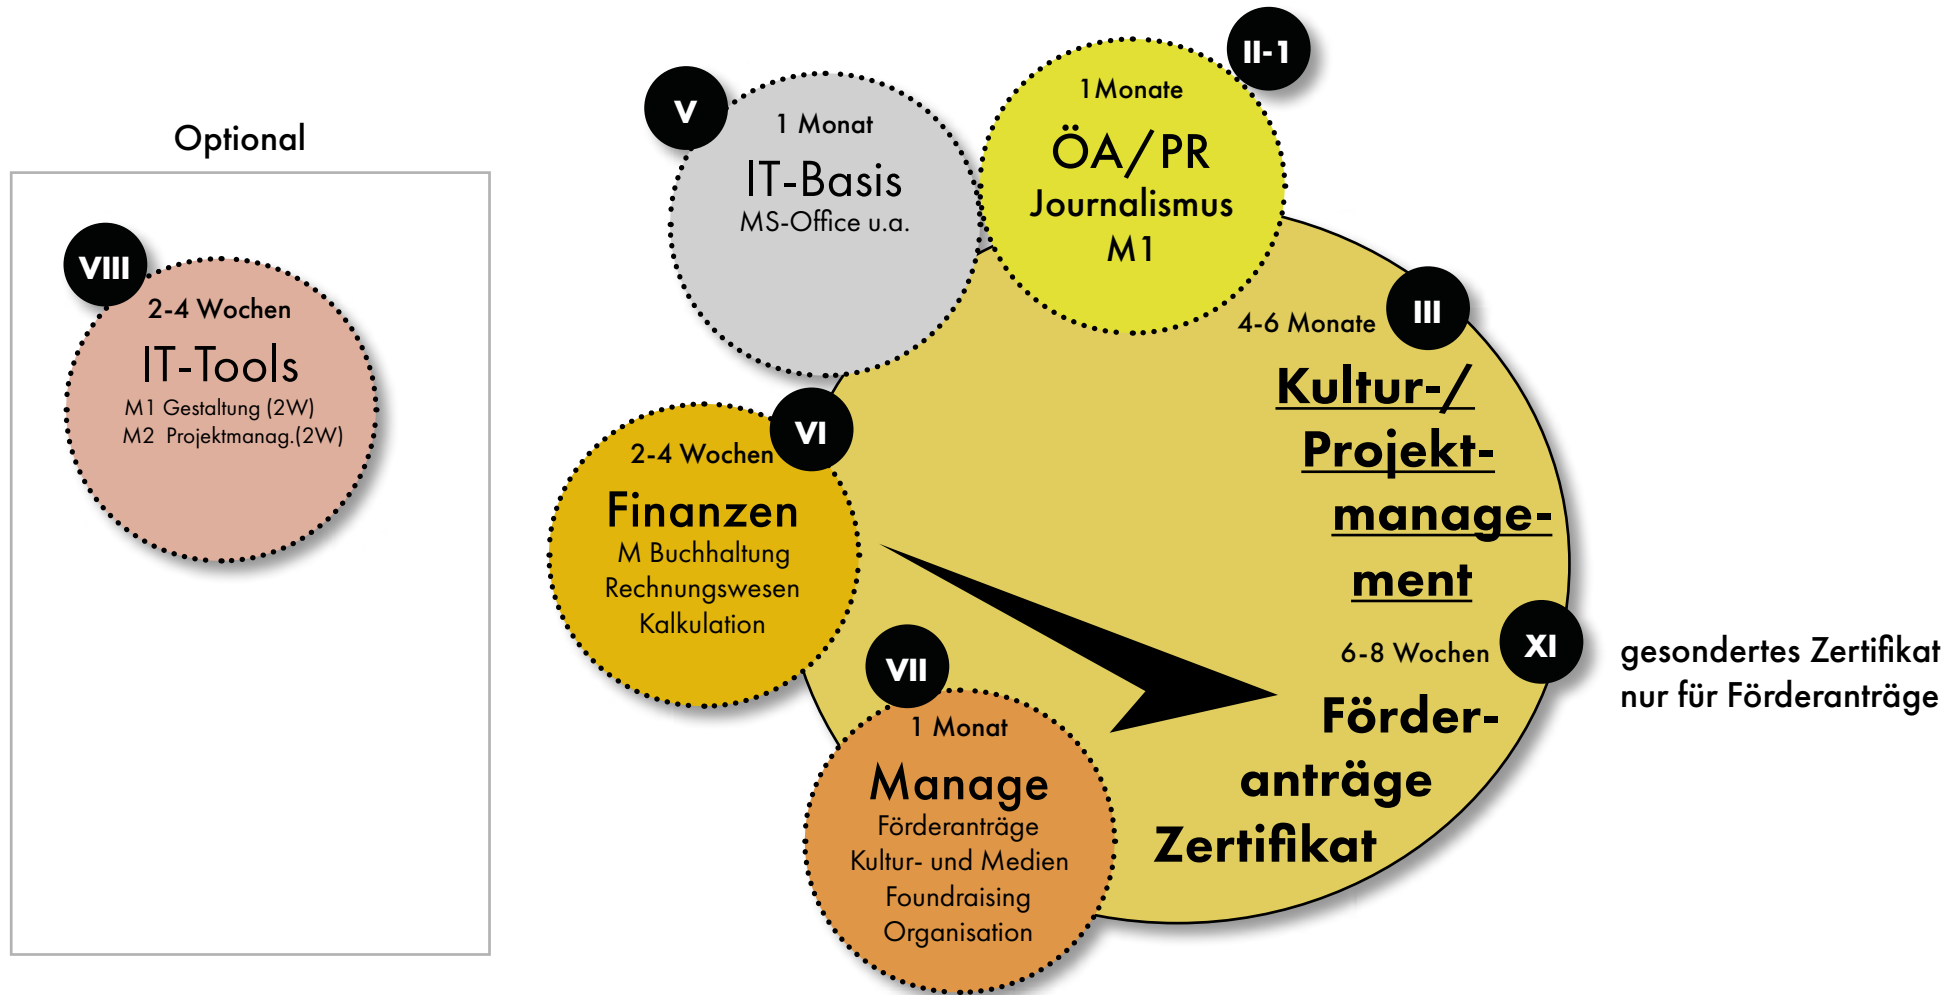 Optional
VIII
2-4 Wochen
IT-Tools
M1 Gestaltung (2W)
M2 Projektmanag.(2W)
V
1 Monat
IT-Basis
MS-Office u.a.
II-1
1Monate
ÖA/PR
Journalismus
M1
III
4-6 Monate
Kultur-/
Projekt-
manage-
ment
VI
2-4 Wochen
Finanzen
M Buchhaltung
Rechnungswesen
Kalkulation
VII
1 Monat
Manage
Förderanträge
Kultur- und Medien
Foundraising
Organisation
XI
6-8 Wochen
Förder-
anträge
Zertifikat
gesondertes Zertifikat
nur für Förderanträge